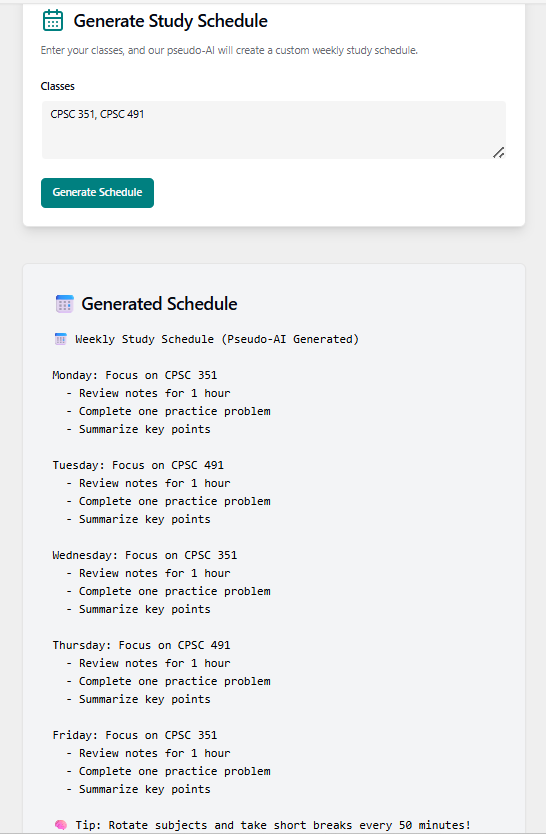 Generate Study Schedule
Enter your classes, and our pseudo-AI will create a custom weekly study schedule.
Classes
CPSC 351, CPSC 491
Generate Schedule
Generated Schedule
Weekly Study Schedule (Pseudo-AI Generated)
Monday: Focus on CPSC 351
- Review notes for 1 hour
- Complete one practice problem
- Summarize key points
Tuesday: Focus on CPSC 491
- Review notes for 1 hour
- Complete one practice problem
- Summarize key points
Wednesday: Focus on CPSC 351
- Review notes for 1 hour
- Complete one practice problem
- Summarize key points
Thursday: Focus on CPSC 491
- Review notes for 1 hour
- Complete one practice problem
- Summarize key points
Friday: Focus on CPSC 351
- Review notes for 1 hour
- Complete one practice problem
- Summarize key points
Tip: Rotate subjects and take short breaks every 50 minutes!